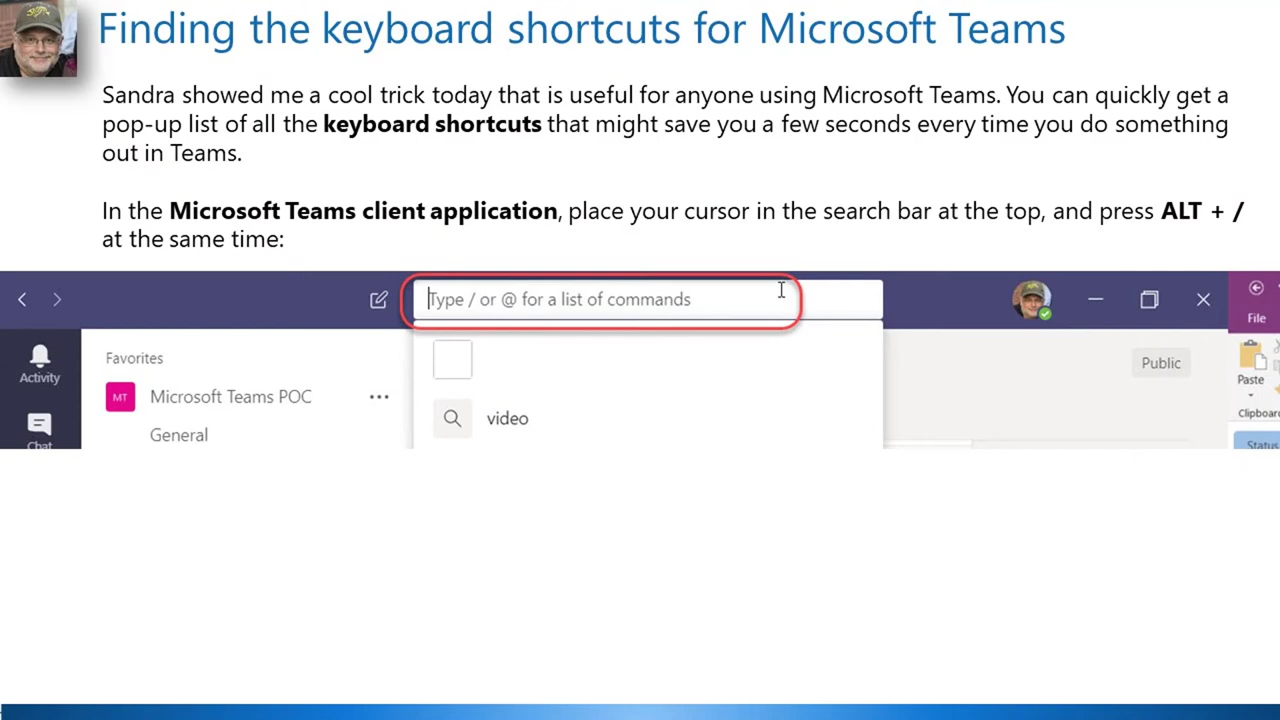 Finding the keyboard shortcuts for Microsoft Teams
Sandra showed me a cool trick today that is useful for anyone using Microsoft Teams. You can quickly get a
pop-up list of all the keyboard shortcuts that might save you a few seconds every time you do something
out in Teams.
In the Microsoft Teams client application, place your cursor in the search bar at the top, and press ALT + /
at the same time:
Type / or @ for a list of commands
File
Activity
Favorites
Public
MT Microsoft Teams POC
Paste
Chat
General
video
Clipboard
Status